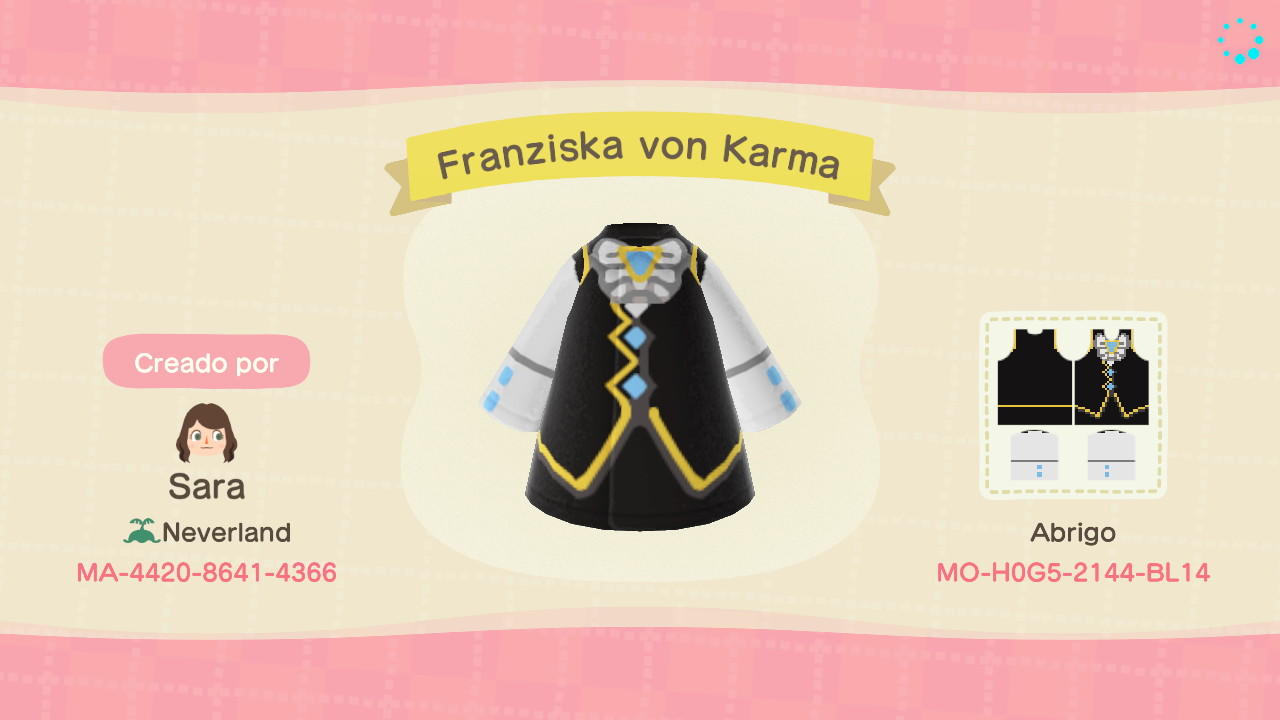 Franziska von Karma
Creado por
Sara
Neverland
MA-4420-8641-4366
Abrigo
MO-H0G5-2144-BL14